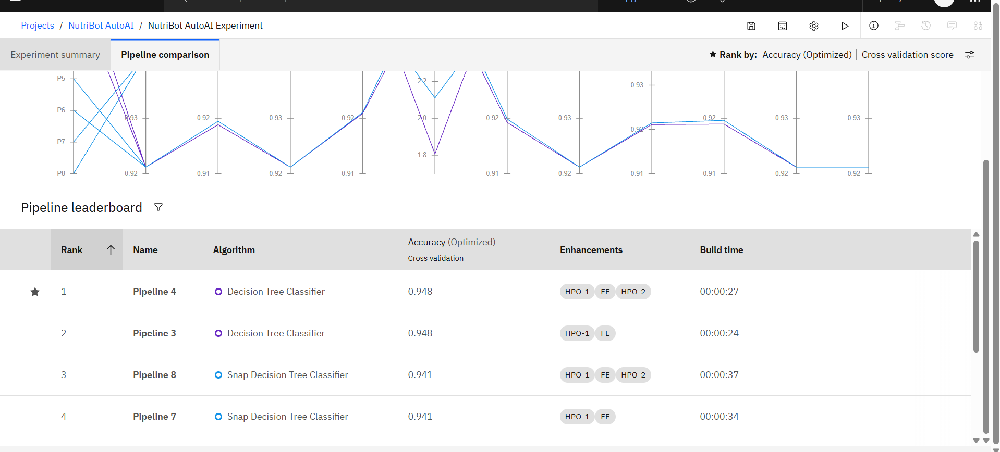 Projects / NutriBot AutoAI / NutriBot AutoAI Experiment
Experiment summary
Pipeline comparison
Rank by: Accuracy (Optimized) | Cross validation score
P5
P6
P7
P8
0.93
0.92
0.92
0.91
0.93
0.92
0.92
0.91
2.2
2.0
1.8
0.92
0.91
0.93
0.92
0.93
0.92
0.91
0.92
0.91
0.93
0.92
0.93
0.92
Pipeline leaderboard
Rank Name Algorithm Accuracy (Optimized) Enhancements Build time
Cross validation
1 Pipeline 4 Decision Tree Classifier 0.948 HPO-1 FE HPO-2 00:00:27
2 Pipeline 3 Decision Tree Classifier 0.948 HPO-1 FE 00:00:24
3 Pipeline 8 Snap Decision Tree Classifier 0.941 HPO-1 FE HPO-2 00:00:37
4 Pipeline 7 Snap Decision Tree Classifier 0.941 HPO-1 FE 00:00:34